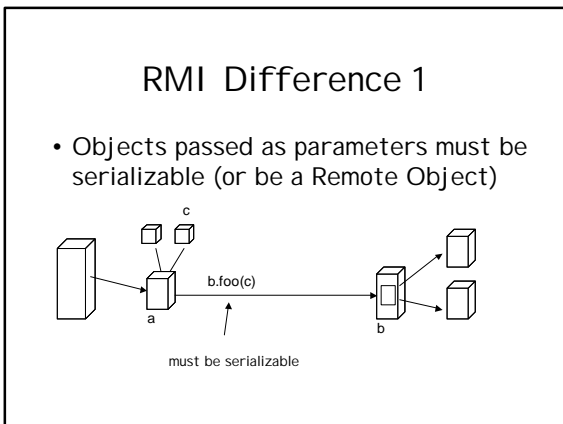 RMI Difference 1
• Objects passed as parameters must be
serializable (or be a Remote Object)
c
b.foo(c)
a
b
must be serializable